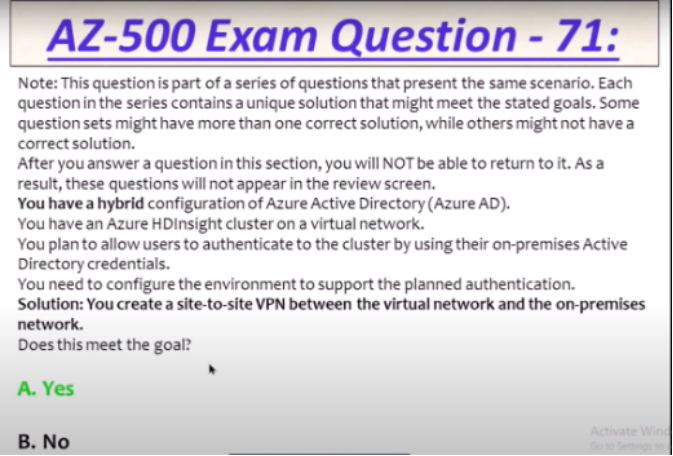 AZ-500 Exam Question - 71:
Note: This question is part of a series of questions that present the same scenario. Each
question in the series contains a unique solution that might meet the stated goals. Some
question sets might have more than one correct solution, while others might not have a
correct solution.
After you answer a question in this section, you will NOT be able to return to it. As a
result, these questions will not appear in the review screen.
You have a hybrid configuration of Azure Active Directory (Azure AD).
You have an Azure HDInsight cluster on a virtual network.
You plan to allow users to authenticate to the cluster by using their on-premises Active
Directory credentials.
You need to configure the environment to support the planned authentication.
Solution: You create a site-to-site VPN between the virtual network and the on-premises
network.
Does this meet the goal?
A. Yes
B. No
Activate Wind
Go to Settings to